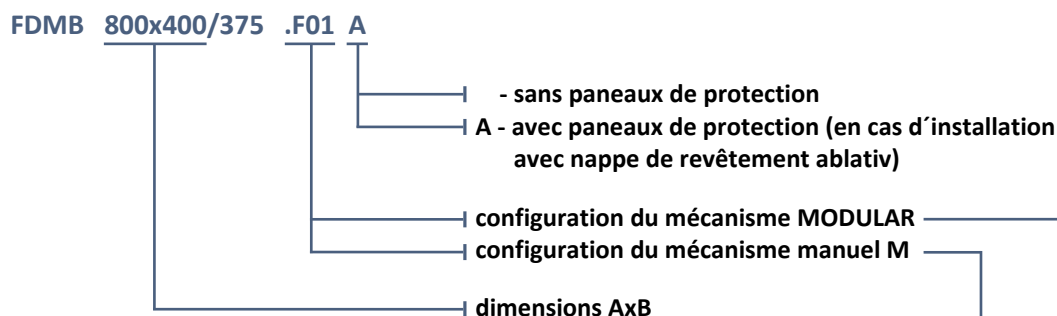 FDMB 800x400/375 .F01 A
- sans paneaux de protection
A - avec paneaux de protection (en cas d´installation
avec nappe de revêtement ablativ)
configuration du mécanisme MODULAR
configuration du mécanisme manuel M
dimensions AxB